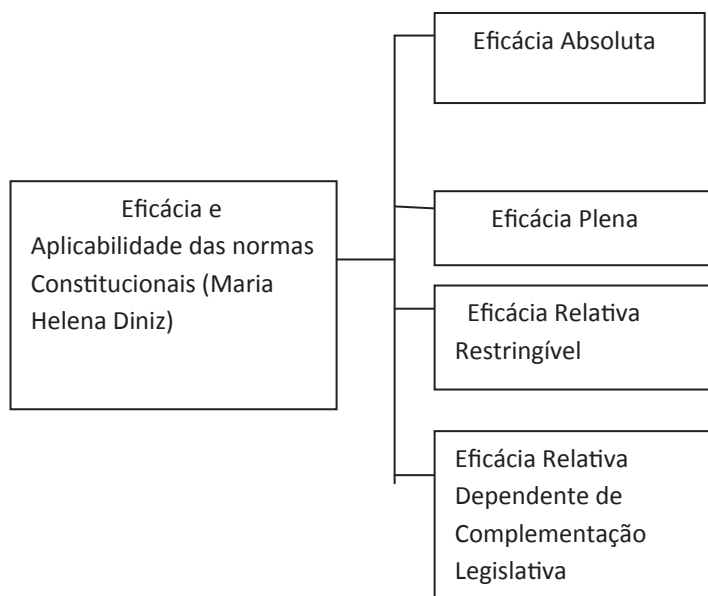 Eficácia e
Aplicabilidade das normas
Constitucionais (Maria
Helena Diniz)
Eficácia Absoluta
Eficácia Plena
Eficácia Relativa
Restringível
Eficácia Relativa
Dependente de
Complementação
Legislativa